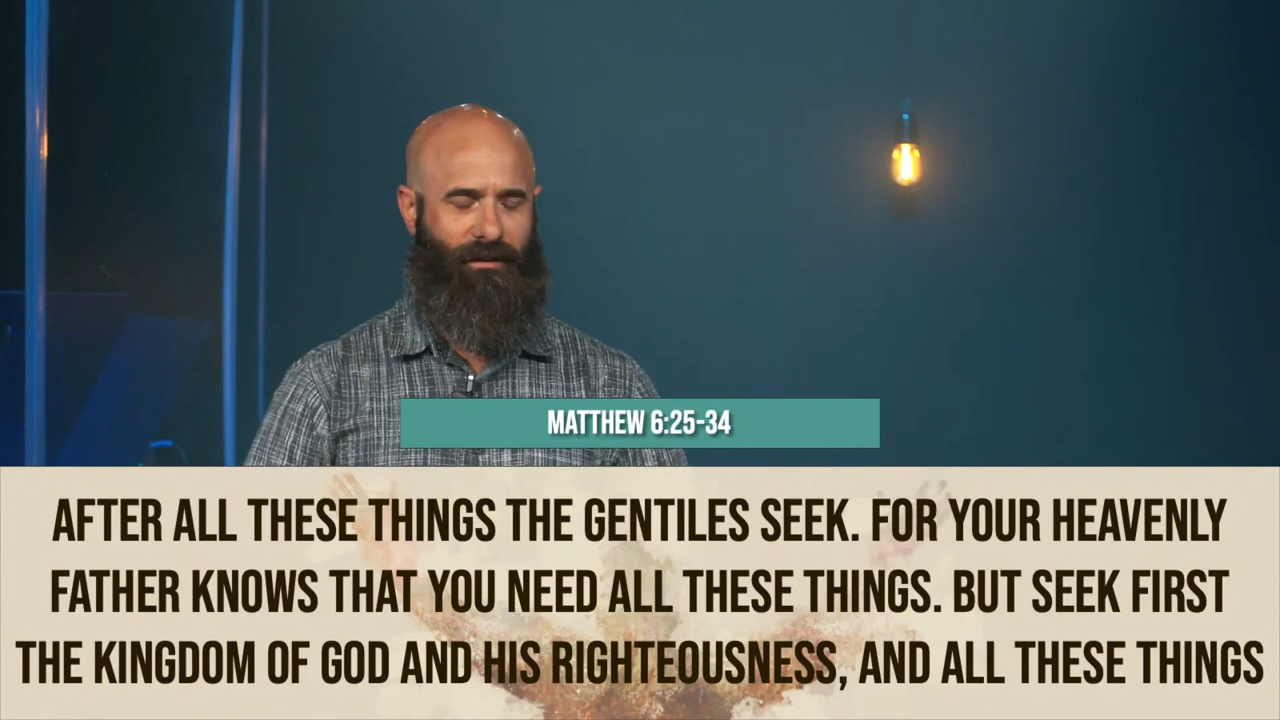 MATTHEW 6:25-34
AFTER ALL THESE THINGS THE GENTILES SEEK. FOR YOUR HEAVENLY
FATHER KNOWS THAT YOU NEED ALL THESE THINGS. BUT SEEK FIRST
THE KINGDOM OF GOD AND HIS RIGHTEOUSNESS, AND ALL THESE THINGS